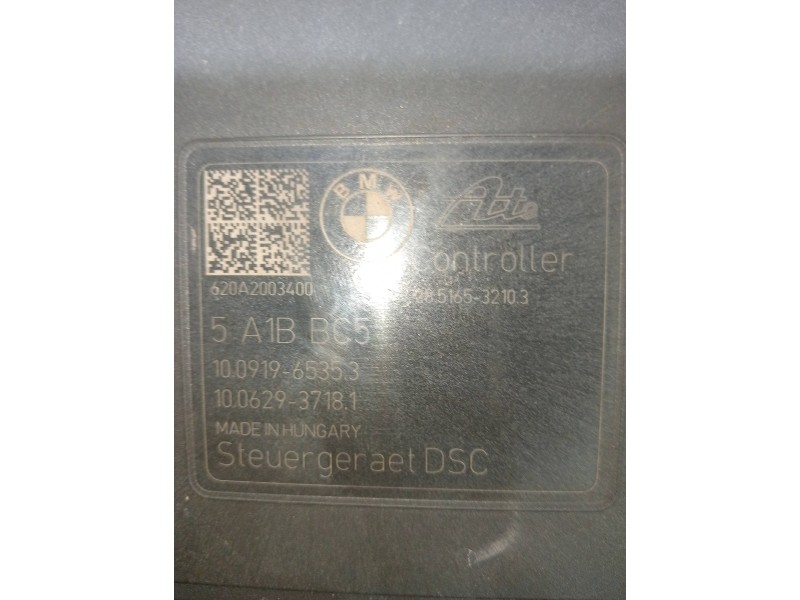 BMW
Ate
Controller
620A2003400
28.5165-3210.3
5 A1B BC5
10.0919-6535.3
10.0629-3718.1
MADE IN HUNGARY
Steuergeraet DSC